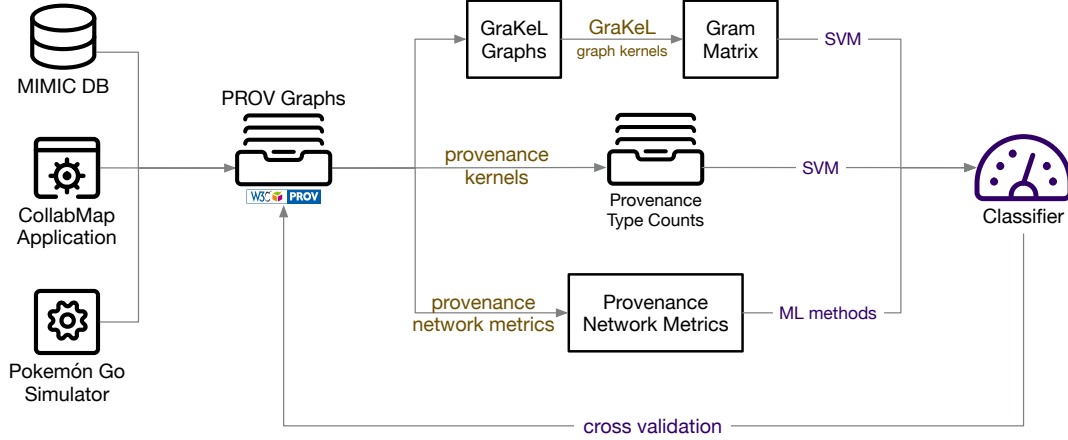 MIMIC DB
CollabMap
Application
Pokemón Go
Simulator
PROV Graphs
W3C PROV
GraKeL
Graphs
GraKeL
graph kernels
Gram
Matrix
SVM
provenance
kernels
Provenance
Type Counts
SVM
provenance
network metrics
Provenance
Network Metrics
ML methods
Classifier
cross validation